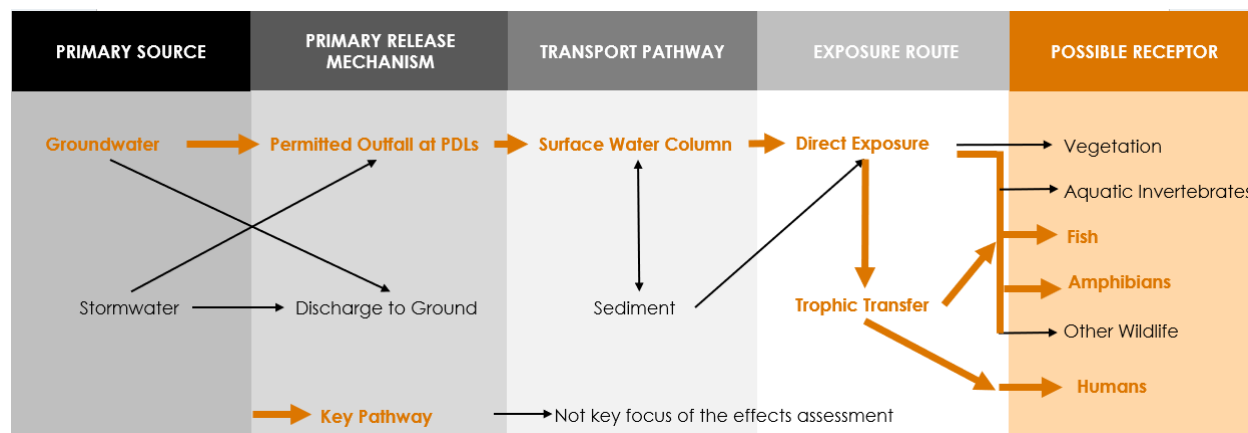 PRIMARY SOURCE
PRIMARY RELEASE
MECHANISM
TRANSPORT PATHWAY
EXPOSURE ROUTE
POSSIBLE RECEPTOR
Groundwater
Permitted Outfall at PDLs
Surface Water Column
Direct Exposure
Vegetation
Aquatic Invertebrates
Fish
Amphibians
Stormwater
Discharge to Ground
Sediment
Trophic Transfer
Other Wildlife
Humans
Key Pathway
Not key focus of the effects assessment